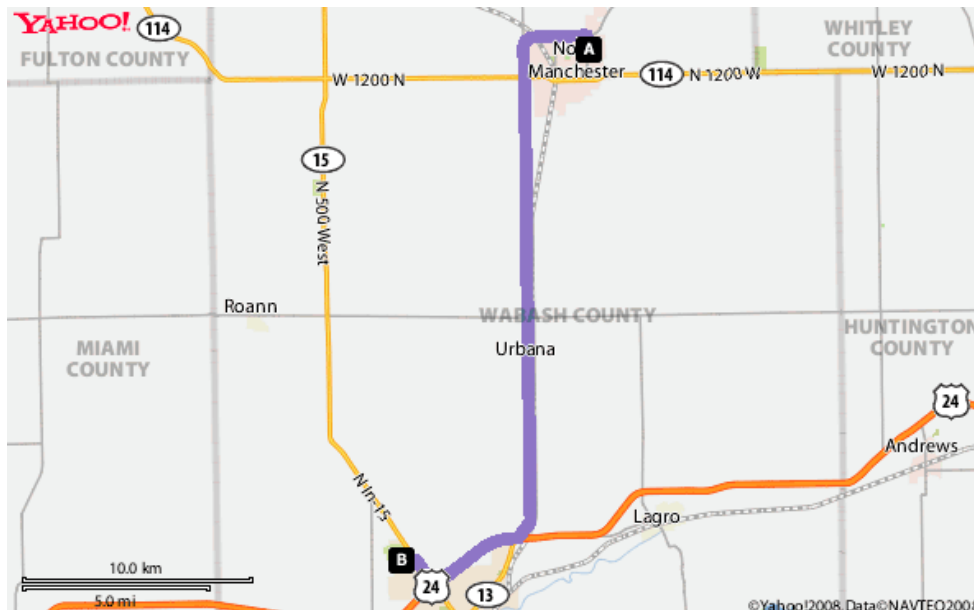 YAHOO!
114
FULTON COUNTY
WHITLEY
COUNTY
A
Manchester
W 1200 N
114
W 1200 N
15
N 500 West
Roann
WABASH COUNTY
Urbana
MIAMI
COUNTY
HUNTINGTON
COUNTY
24
Andrews
N In-15
Lagro
B
24
13
10.0 km
5.0 mi
©Yahoo!2008, Data©NAVTEQ200